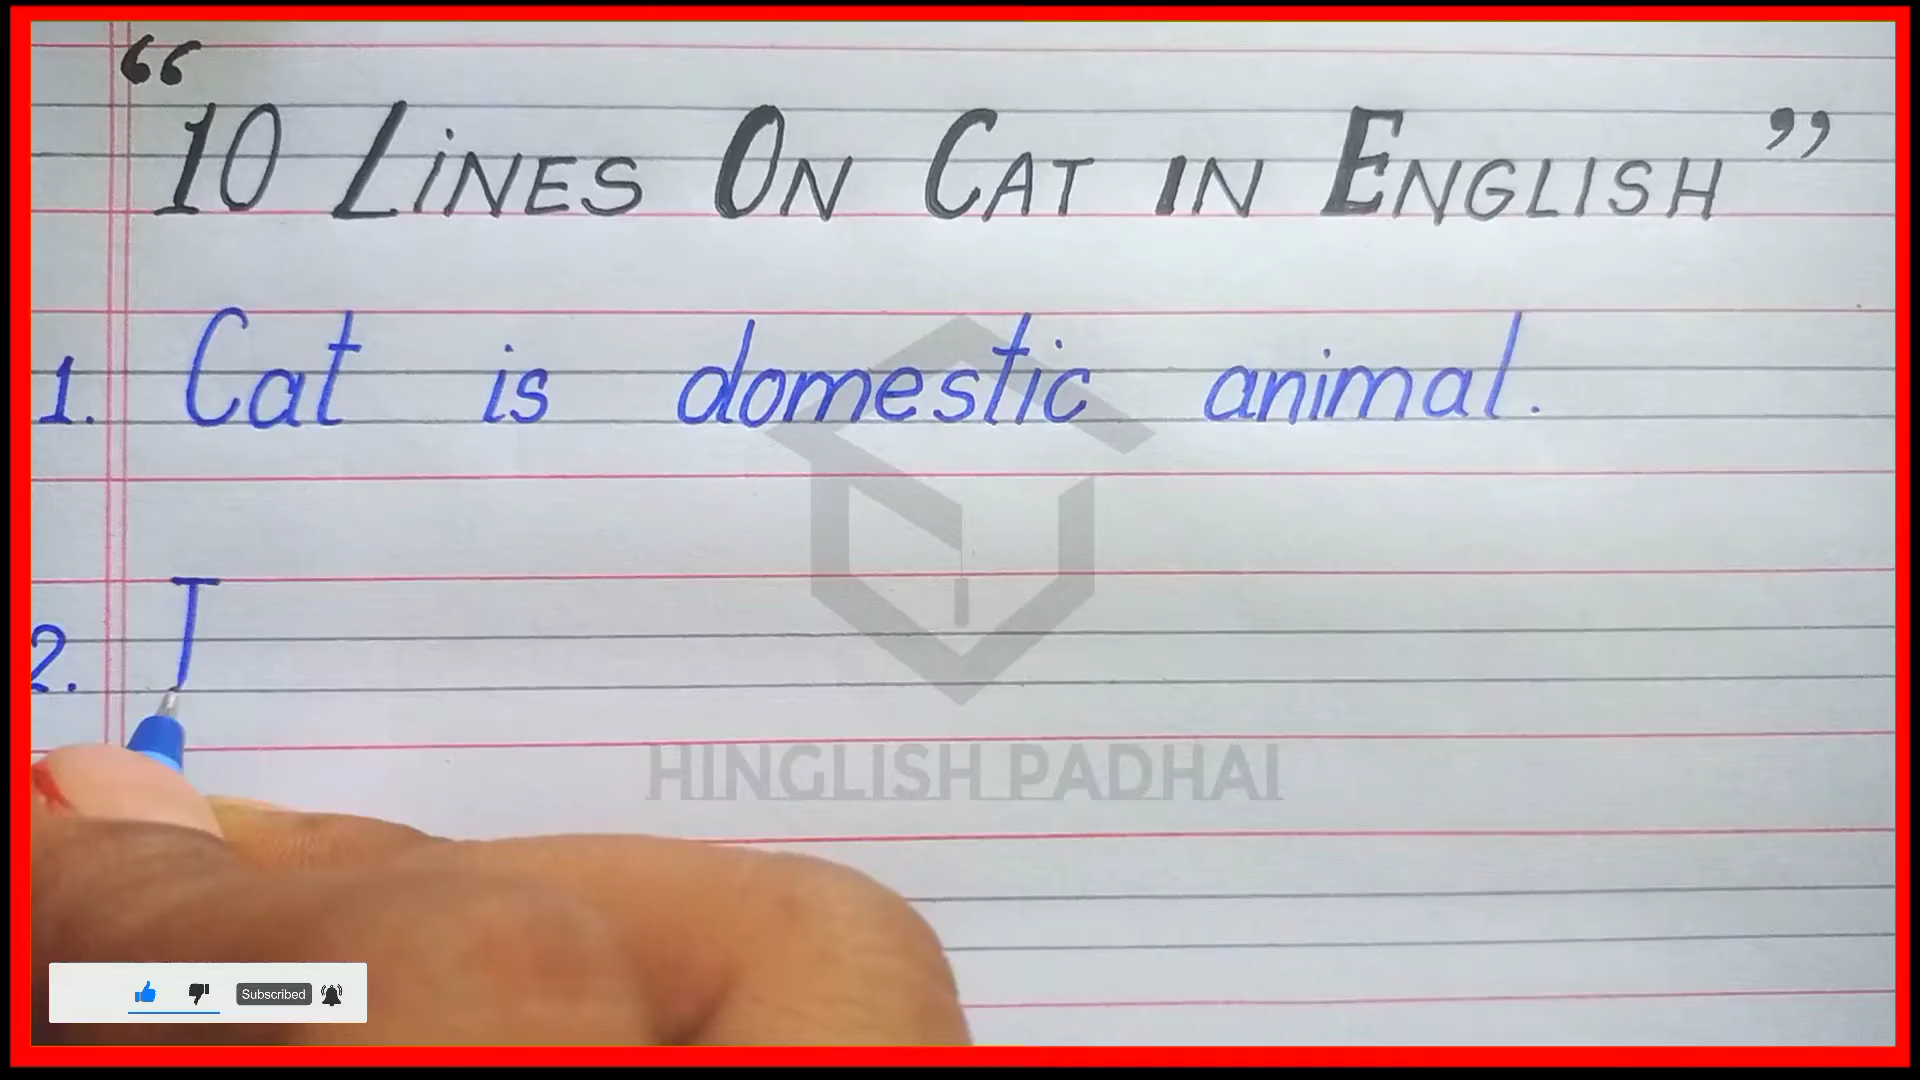 “10 LINES ON CAT IN ENGLISH”
1. Cat is domestic animal.
2. I
HINGLISH PADHAI
Subscribed